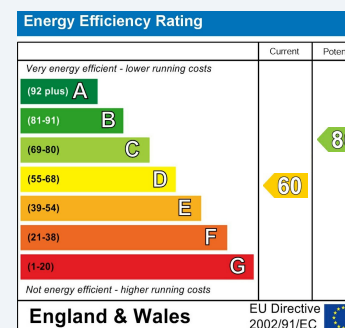 Energy Efficiency Rating
Current
Very energy efficient - lower running costs
(92 plus) A
(81-91) B
(69-80) C
(55-68) D
(39-54) E
(21-38) F
(1-20) G
60
Not energy efficient - higher running costs
England & Wales
EU Directive
2002/91/EC